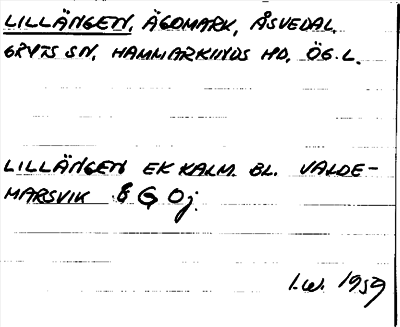 LILLÄNGEN, ÄGOMARK, ÅSVEDAL,
GRYTS SN, HAMMARKINDS HD, ÖG.L.
LILLÄNGEN EK KALM. BL. VALDE-
MARSVIK 8 G 0j.
I.W. 1959